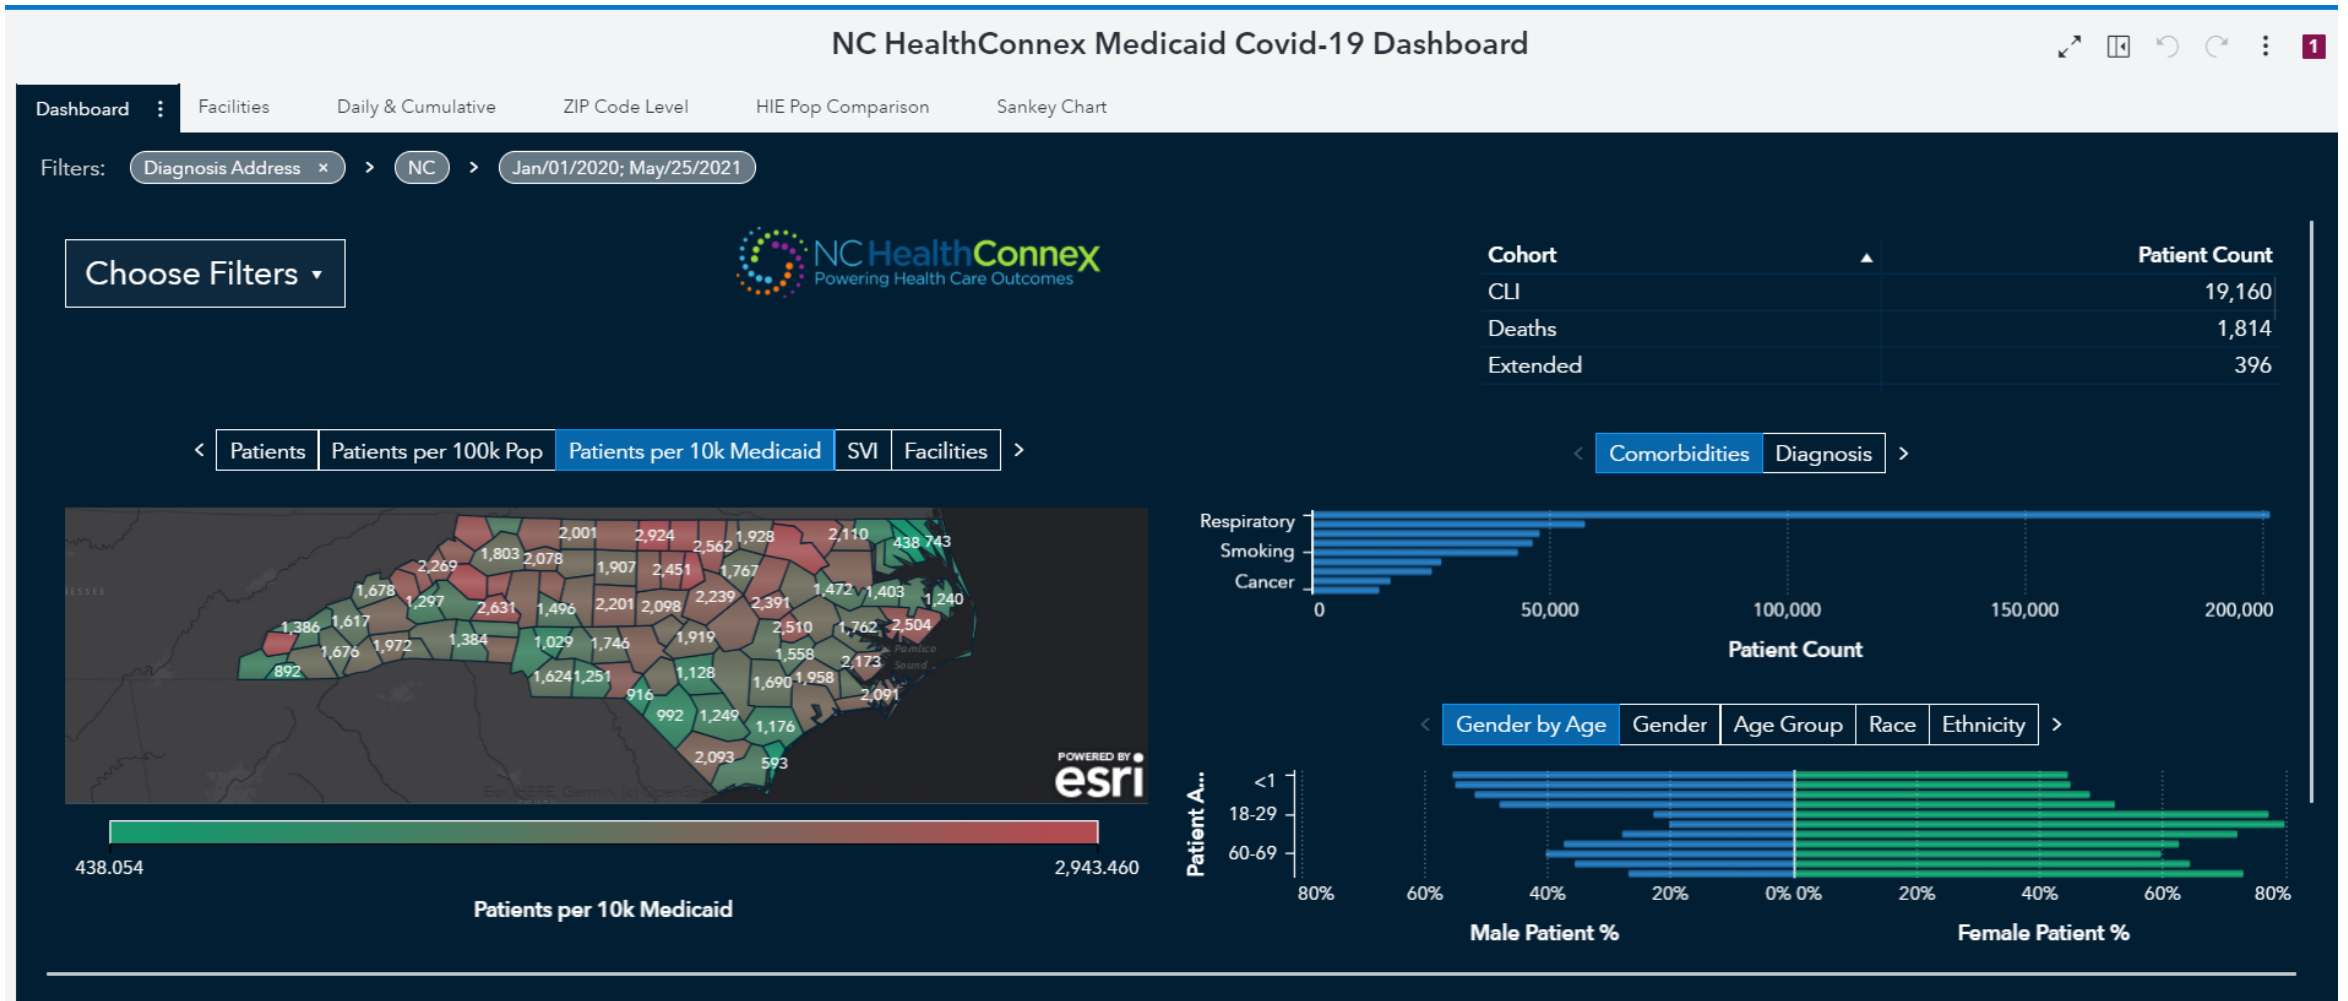 NC HealthConnex Medicaid Covid-19 Dashboard
1
Dashboard Facilities Daily & Cumulative ZIP Code Level HIE Pop Comparison Sankey Chart
Filters: Diagnosis Address × > NC > Jan/01/2020; May/25/2021
Choose Filters
NC HealthConnex
Powering Health Care Outcomes
Cohort Patient Count
CLI 19,160
Deaths 1,814
Extended 396
< Patients Patients per 100k Pop Patients per 10k Medicaid SVI Facilities >
2,001
2,924
2,562
1,928
2,110
438
743
1,803
2,078
2,269
1,907
2,451
1,767
1,678
1,297
2,631
1,496
2,201
2,098
2,239
2,391
1,472
1,403
1,240
1,386
1,617
1,676
1,972
1,384
1,029
1,746
1,919
2,510
1,762
2,504
Pamlico
Sound
892
1,624
1,251
1,128
1,558
2,173
916
1,690
1,958
2,091
992
1,249
1,176
2,093
593
POWERED BY
esri
438.054 2,943.460
Patients per 10k Medicaid
< Comorbidities Diagnosis >
Respiratory
Smoking
Cancer
0 50,000 100,000 150,000 200,000
Patient Count
< Gender by Age Gender Age Group Race Ethnicity >
Patient A...
<1
18-29
60-69
80% 60% 40% 20% 0% 0% 20% 40% 60% 80%
Male Patient % Female Patient %